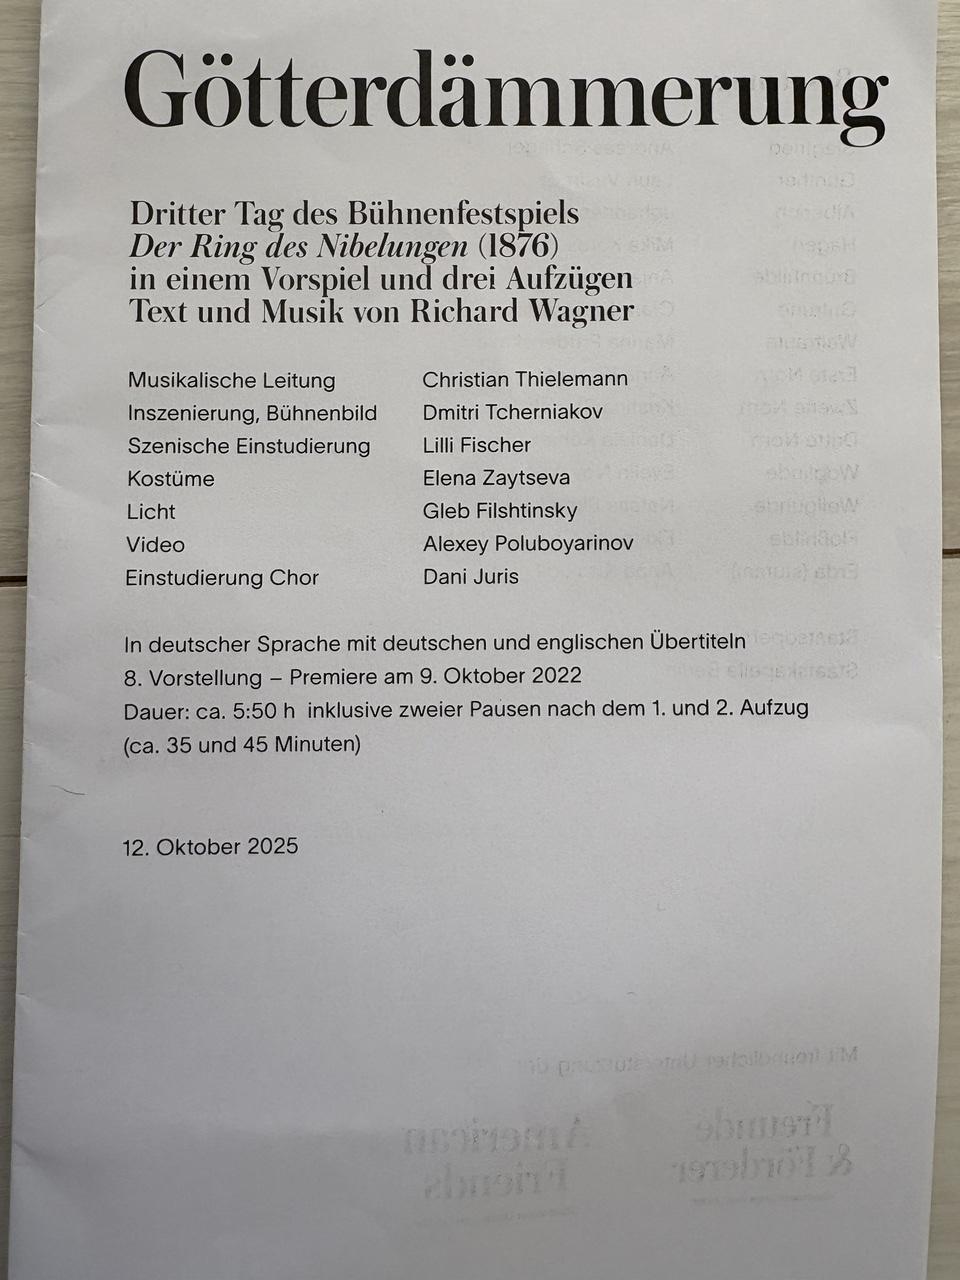 Götterdämmerung
Dritter Tag des Bühnenfestspiels
Der Ring des Nibelungen (1876)
in einem Vorspiel und drei Aufzügen
Text und Musik von Richard Wagner
Musikalische Leitung Christian Thielemann
Inszenierung, Bühnenbild Dmitri Tcherniakov
Szenische Einstudierung Lilli Fischer
Kostüme Elena Zaytseva
Licht Gleb Filshtinsky
Video Alexey Poluboyarinov
Einstudierung Chor Dani Juris
In deutscher Sprache mit deutschen und englischen Übertiteln
8. Vorstellung – Premiere am 9. Oktober 2022
Dauer: ca. 5:50 h inklusive zweier Pausen nach dem 1. und 2. Aufzug
(ca. 35 und 45 Minuten)
12. Oktober 2025